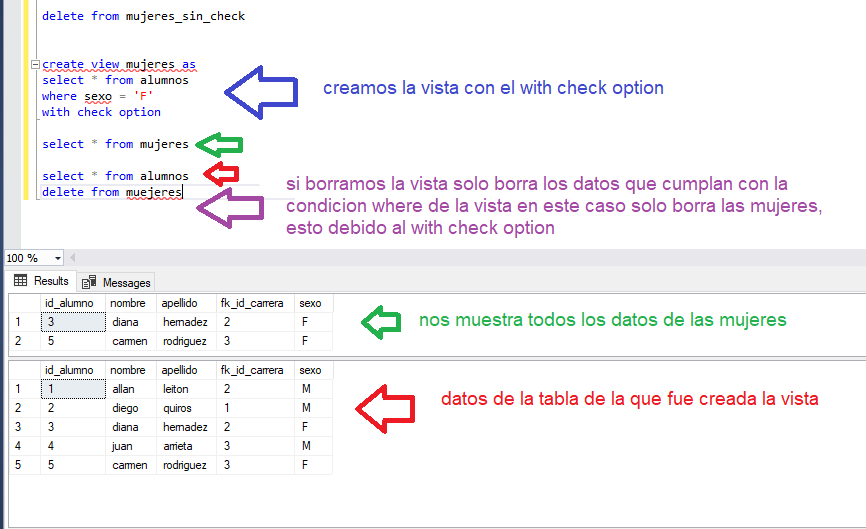 delete from mujeres_sin_check
create view mujeres as
select * from alumnos
where sexo = 'F'
with check option
creamos la vista con el with check option
select * from mujeres
select * from alumnos
delete from muejeres
si borramos la vista solo borra los datos que cumplan con la
condicion where de la vista en este caso solo borra las mujeres,
esto debido al with check option
100 %
Results Messages
id_alumno nombre apellido fk_id_carrera sexo
1 3 diana hernadez 2 F
2 5 carmen rodriguez 3 F
nos muestra todos los datos de las mujeres
id_alumno nombre apellido fk_id_carrera sexo
1 1 allan leiton 2 M
2 2 diego quiros 1 M
3 3 diana hernadez 2 F
4 4 juan arrieta 3 M
5 5 carmen rodriguez 3 F
datos de la tabla de la que fue creada la vista